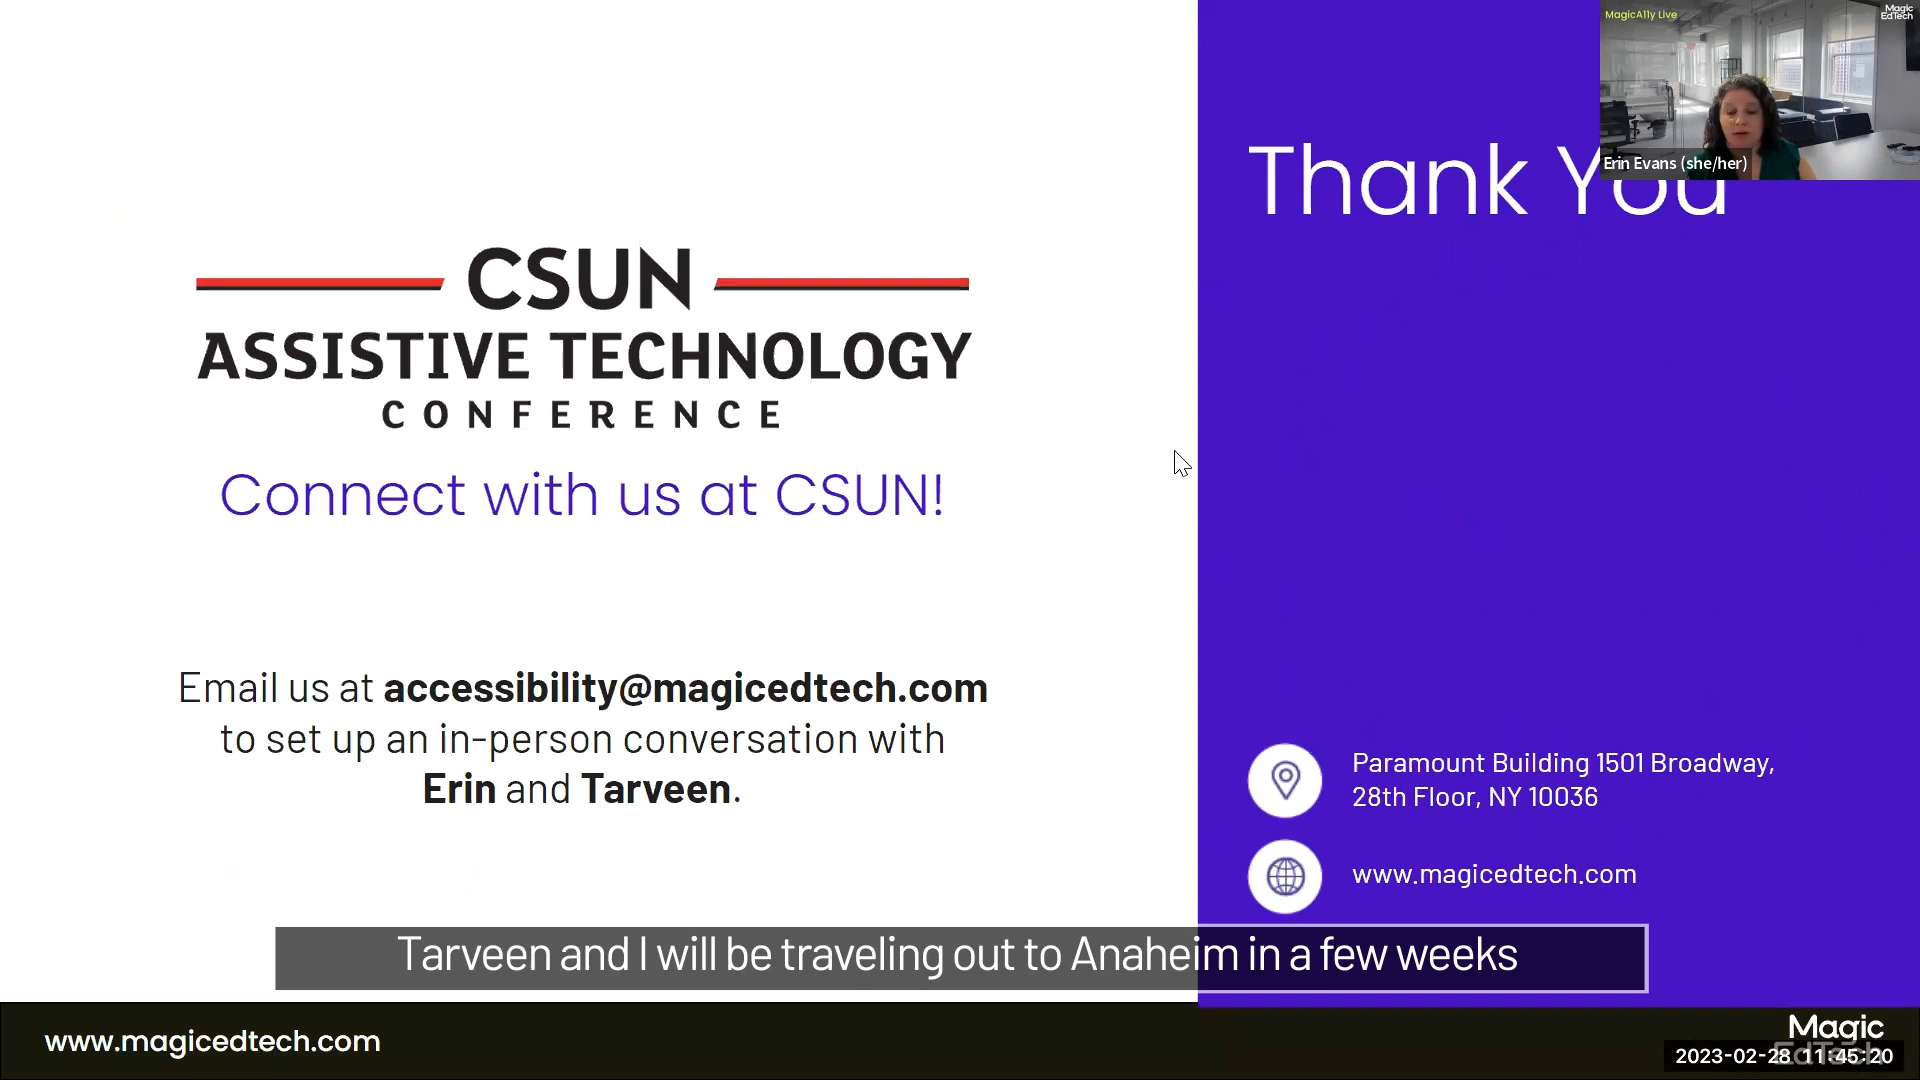 MagicA11y Live
Magic
EdTech
Erin Evans (she/her)
Thank You
CSUN
ASSISTIVE TECHNOLOGY
CONFERENCE
Connect with us at CSUN!
Email us at accessibility@magicedtech.com
to set up an in-person conversation with
Erin and Tarveen.
Paramount Building 1501 Broadway,
28th Floor, NY 10036
www.magicedtech.com
Tarveen and I will be traveling out to Anaheim in a few weeks
www.magicedtech.com
Magic
EdTech
2023-02-28 11:45:20